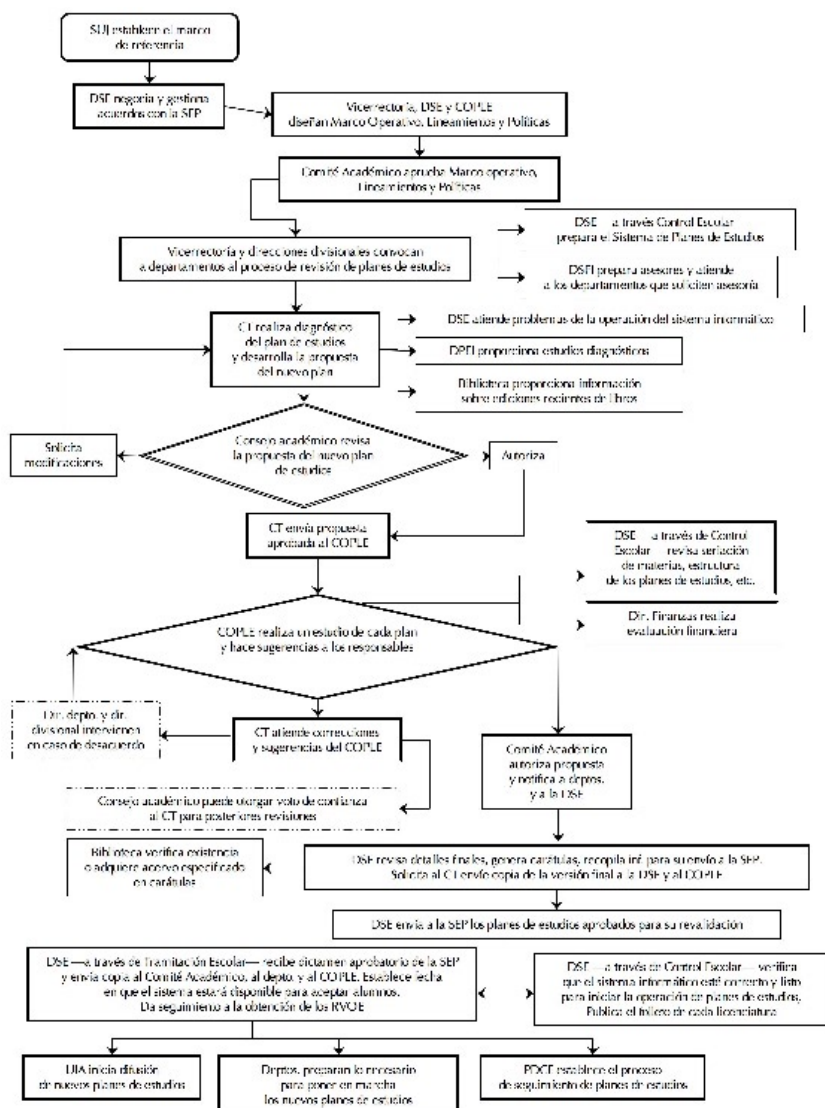 SUJ establece el marco
de referencia
DSE negocia y gestiona
acuerdos con la SEP
Vicerrectoría, DSE y COPLE
diseñan Marco Operativo, Lineamientos y Políticas
Comité Académico aprueba Marco operativo,
Lineamientos y Políticas
Vicerrectoría y direcciones divisionales convocan
a departamentos al proceso de revisión de planes de estudios
DSE —a través Control Escolar
prepara el Sistema de Planes de Estudios
DSFI prepara asesores y atiende
a los departamentos que soliciten asesoría
CT realiza diagnóstico
del plan de estudios
y desarrolla la propuesta
del nuevo plan
DSE atiende problemas de la operación del sistema informático
DPEI proporciona estudios diagnósticos
Biblioteca proporciona información
sobre ediciones recientes de libros
Consejo académico revisa
la propuesta del nuevo plan
de estudios
Solicita
modificaciones
Autoriza
CT envía propuesta
aprobada al COPLE
DSE —a través de Control
Escolar— revisa seriación
de materias, estructura
de los planes de estudios, etc.
Dir. Finanzas realiza
evaluación financiera
COPLE realiza un estudio de cada plan
y hace sugerencias a los responsables
Dir. depto. y dir.
divisional intervienen
en caso de desacuerdo
CT atiende correcciones
y sugerencias del COPLE
Comité Académico
autoriza propuesta
y notifica a deptos.
y a la DSE
Consejo académico puede otorgar voto de confianza
al CT para posteriores revisiones
Biblioteca verifica existencia
o adquiere acervo especificado
en carátulas
DSE revisa detalles finales, genera carátulas, recopila inf. para su envío a la SEP.
Solicita al CT envíe copia de la versión final a la DSE y al COPLE
DSE envía a la SEP los planes de estudios aprobados para su revalidación
DSE —a través de Tramitación Escolar— recibe dictamen aprobatorio de la SEP
y envía copia al Comité Académico, al depto. y al COPLE. Establece fecha
en que el sistema estará disponible para aceptar alumnos.
Da seguimiento a la obtención de los RVOE
DSE —a través de Control Escolar— verifica
que el sistema informático esté correcto y listo
para iniciar la operación de planes de estudios,
Publica el folleto de cada licenciatura
UIA inicia difusión
de nuevos planes de estudios
Deptos. preparan lo necesario
para poner en marcha
los nuevos planes de estudios
PDCE establece el proceso
de seguimiento de planes de estudios